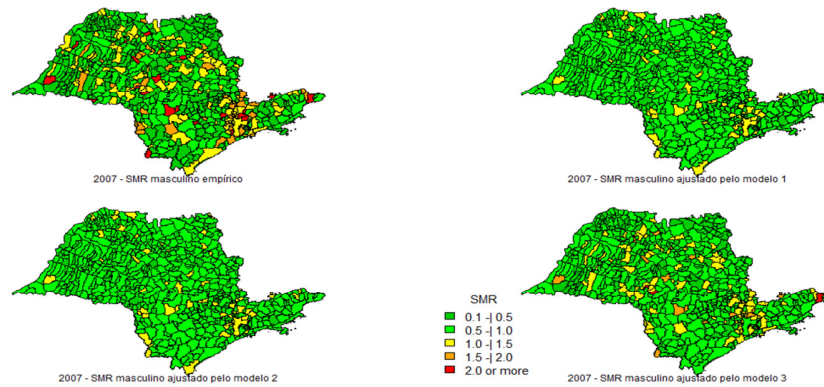 2007 - SMR masculino empírico
2007 - SMR masculino ajustado pelo modelo 1
2007 - SMR masculino ajustado pelo modelo 2
SMR
0.1 -| 0.5
0.5 -| 1.0
1.0 -| 1.5
1.5 -| 2.0
2.0 or more
2007 - SMR masculino ajustado pelo modelo 3